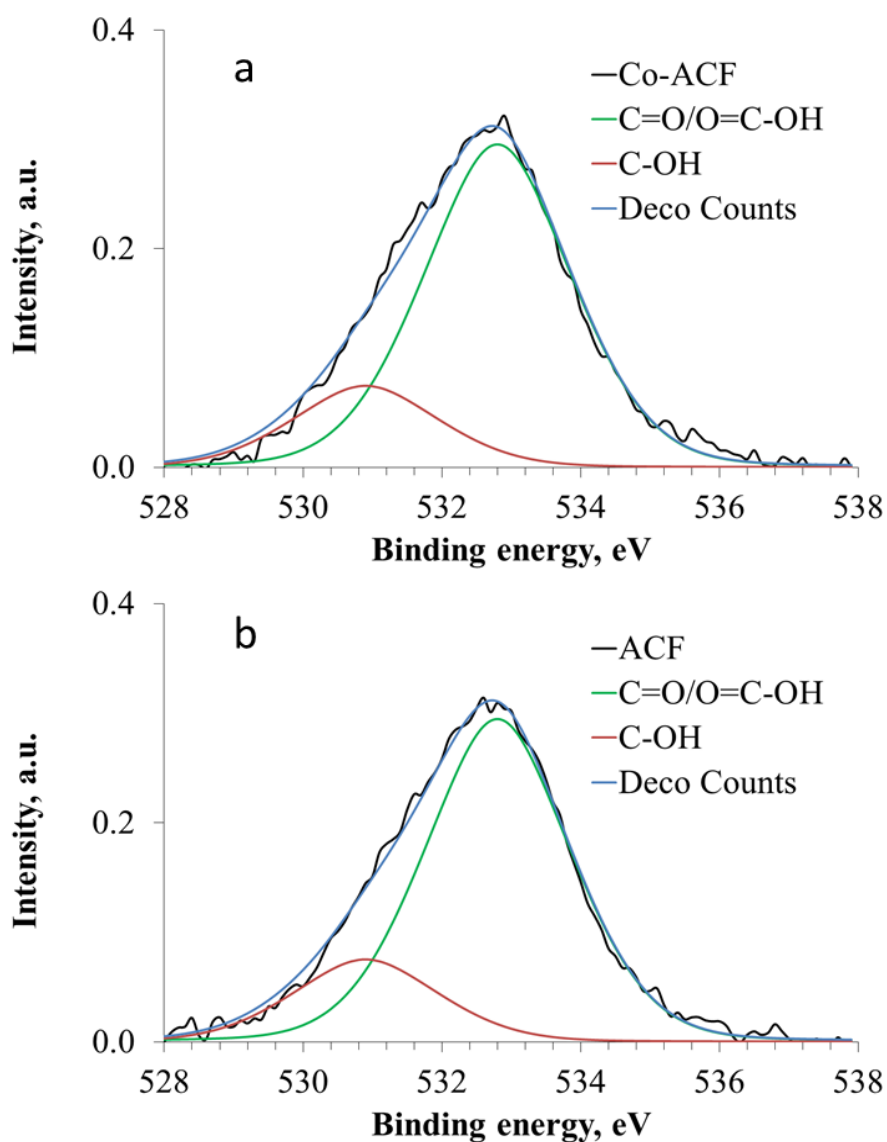 0.4
a
Co-ACF
C=O/O=C-OH
C-OH
Deco Counts
0.2
0.0
Intensity, a.u.
528 530 532 534 536 538
Binding energy, eV
0.4
b
ACF
C=O/O=C-OH
C-OH
Deco Counts
0.2
0.0
Intensity, a.u.
528 530 532 534 536 538
Binding energy, eV